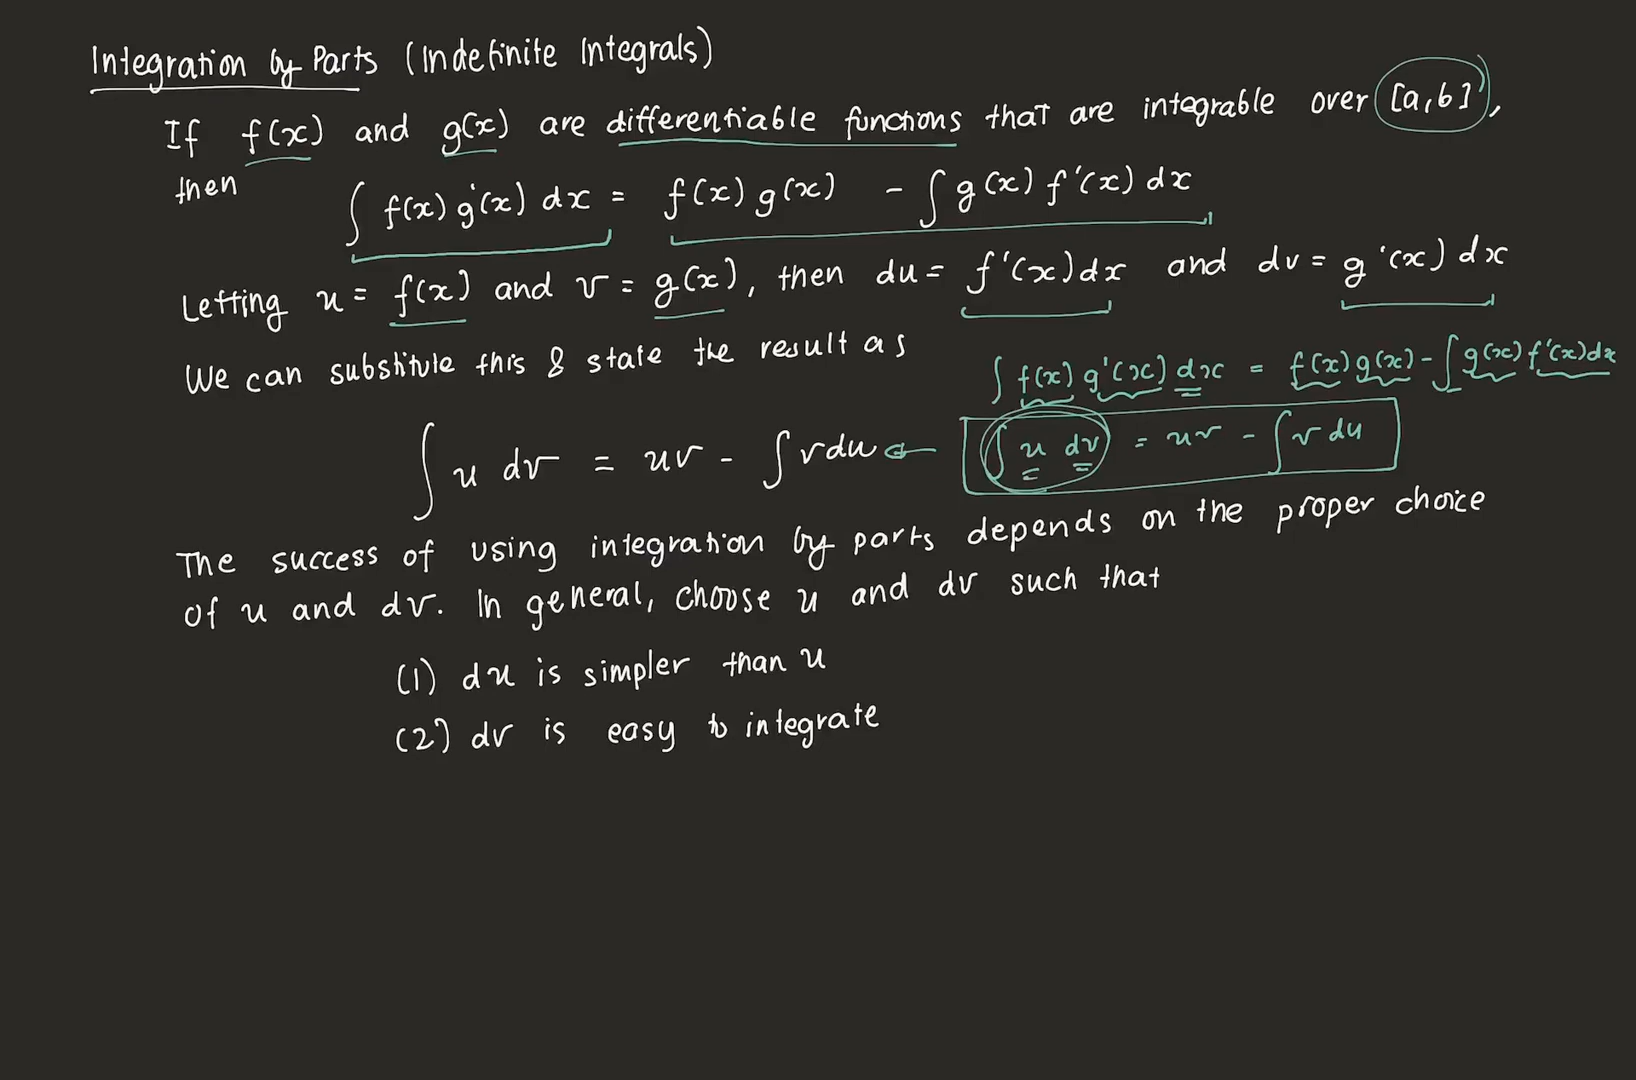 Integration by Parts (Indefinite Integrals)
If f(x) and g(x) are differentiable functions that are integrable over [a,b],
then
∫ f(x) g'(x) dx = f(x) g(x) - ∫ g(x) f'(x) dx
Letting u = f(x) and v = g(x), then du = f'(x) dx and dv = g'(x) dx
We can substitute this & state the result as
∫ f(x) g'(x) dx = f(x) g(x) - ∫ g(x) f'(x) dx
∫ u dv = uv - ∫ v du ← ∫ u dv = uv - ∫ v du
The success of using integration by parts depends on the proper choice
of u and dv. In general, choose u and dv such that
(1) du is simpler than u
(2) dv is easy to integrate